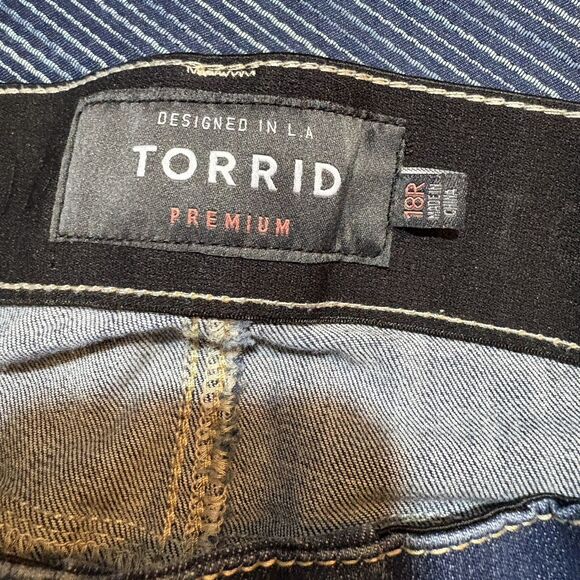 DESIGNED IN L.A
TORRID
PREMIUM
18R
MADE IN
CHINA